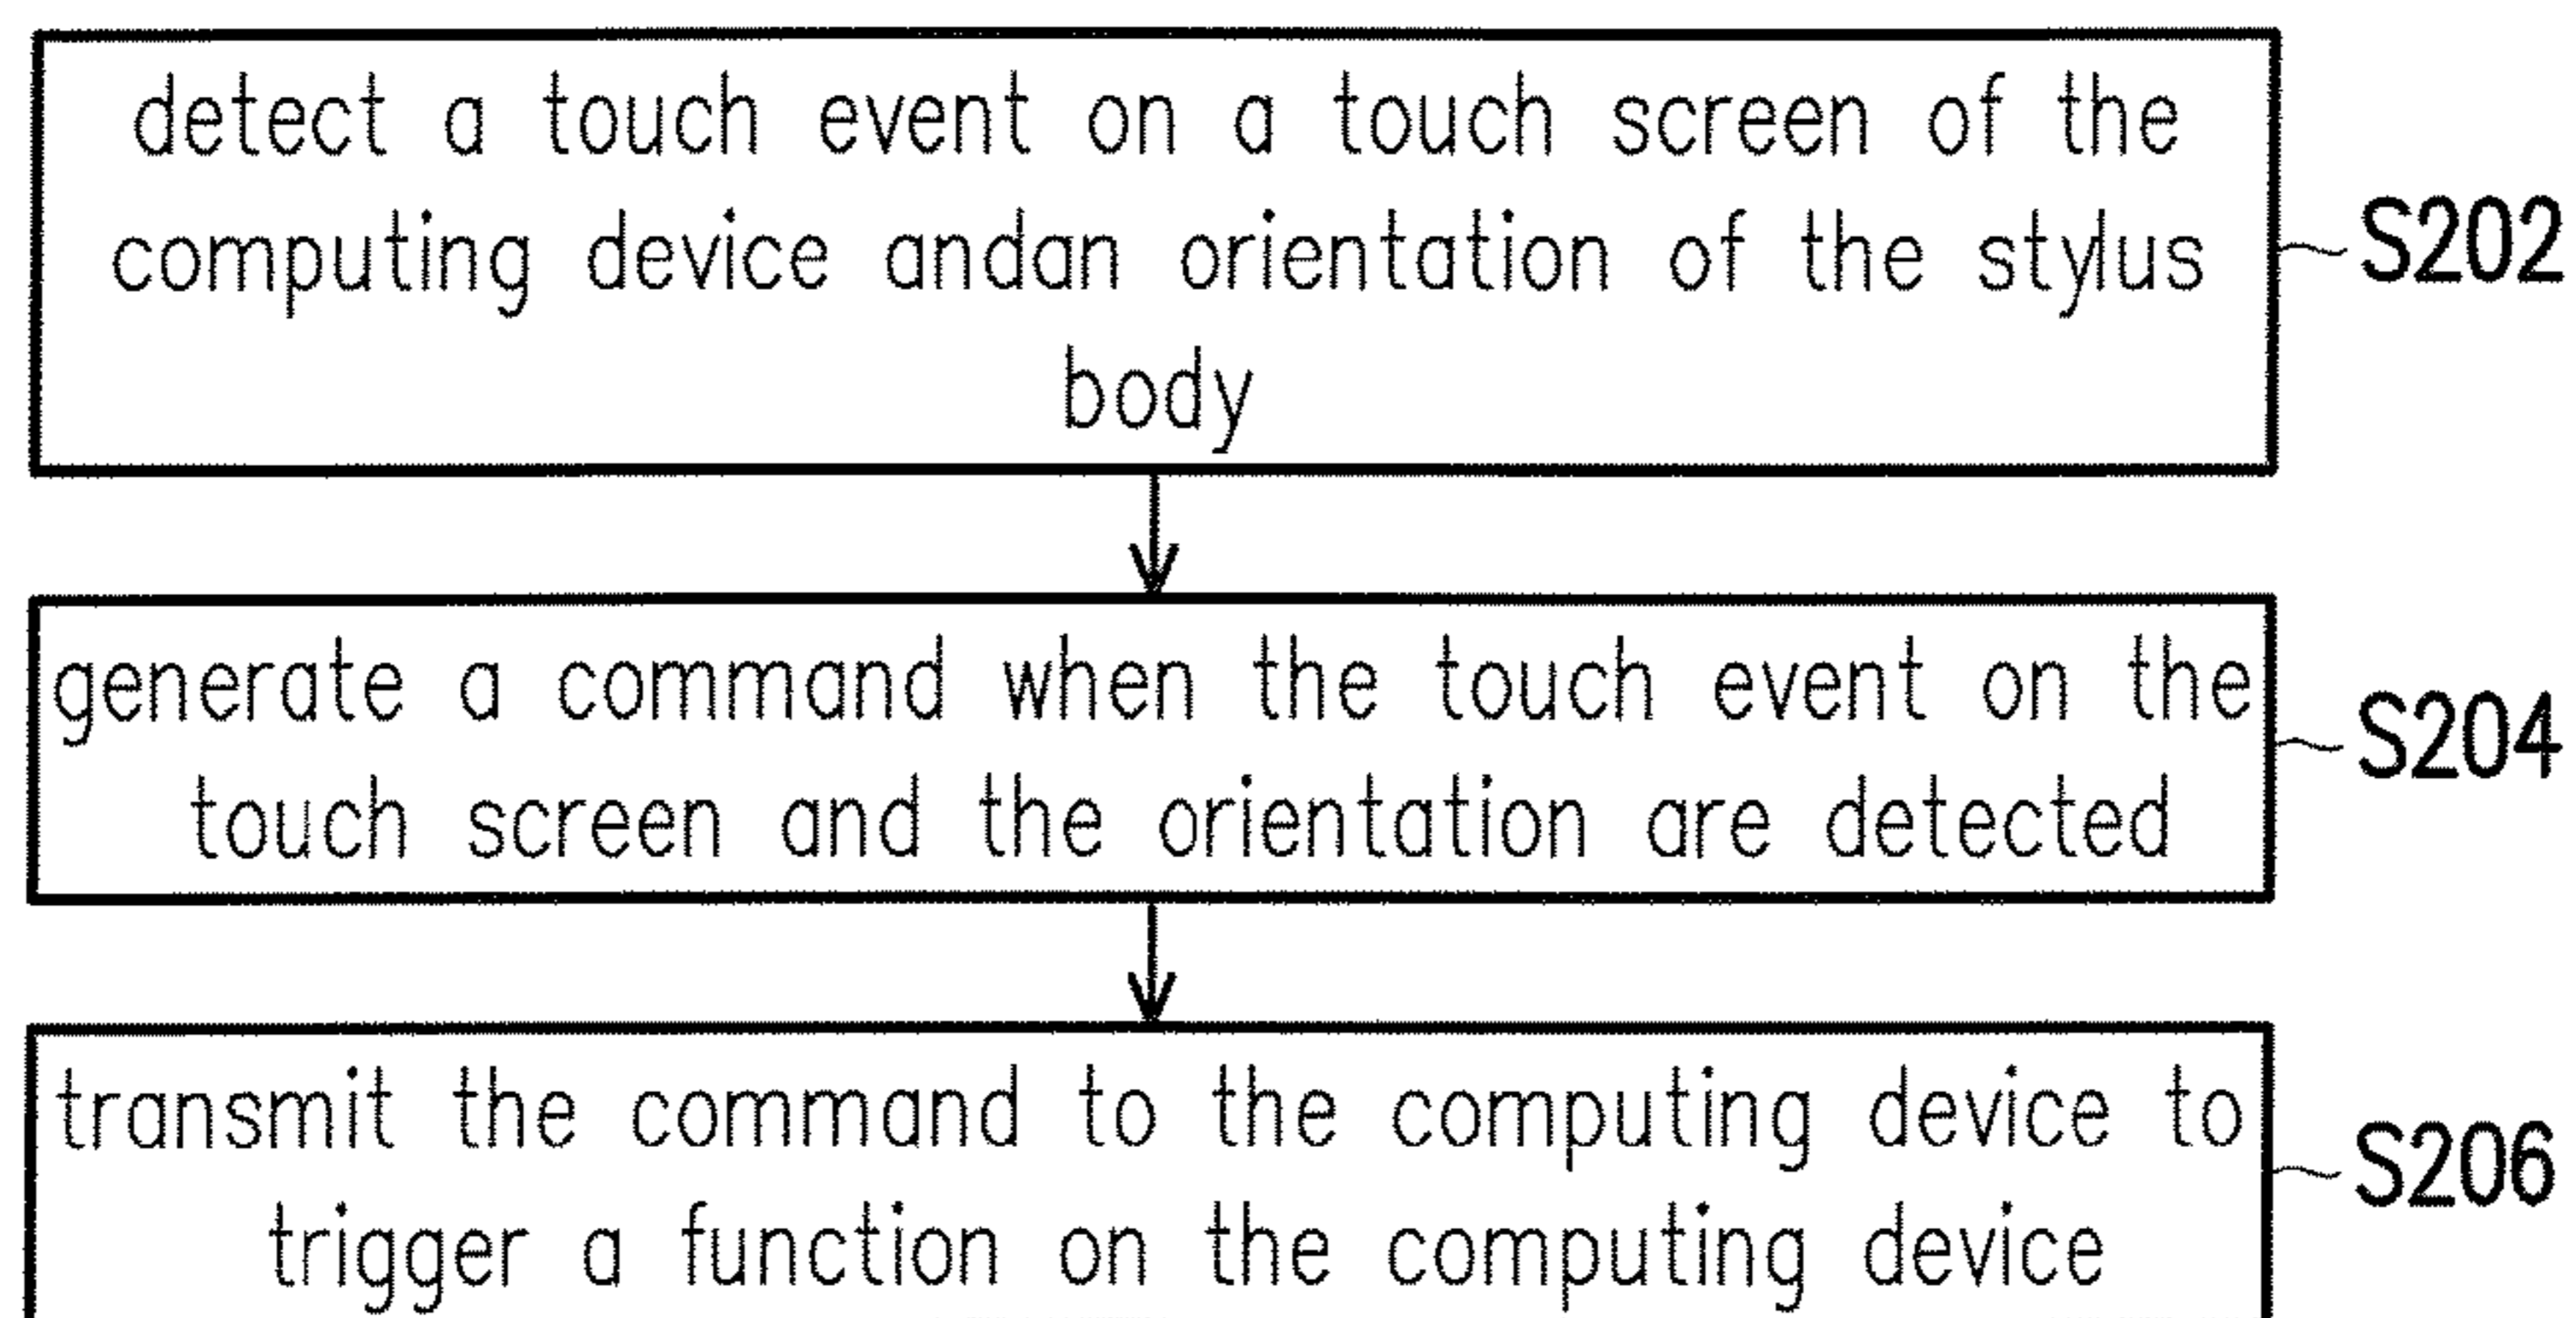 detect a touch event on a touch screen of the
computing device andan orientation of the stylus
body
S202
generate a command when the touch event on the
touch screen and the orientation are detected
S204
transmit the command to the computing device to
trigger a function on the computing device
S206